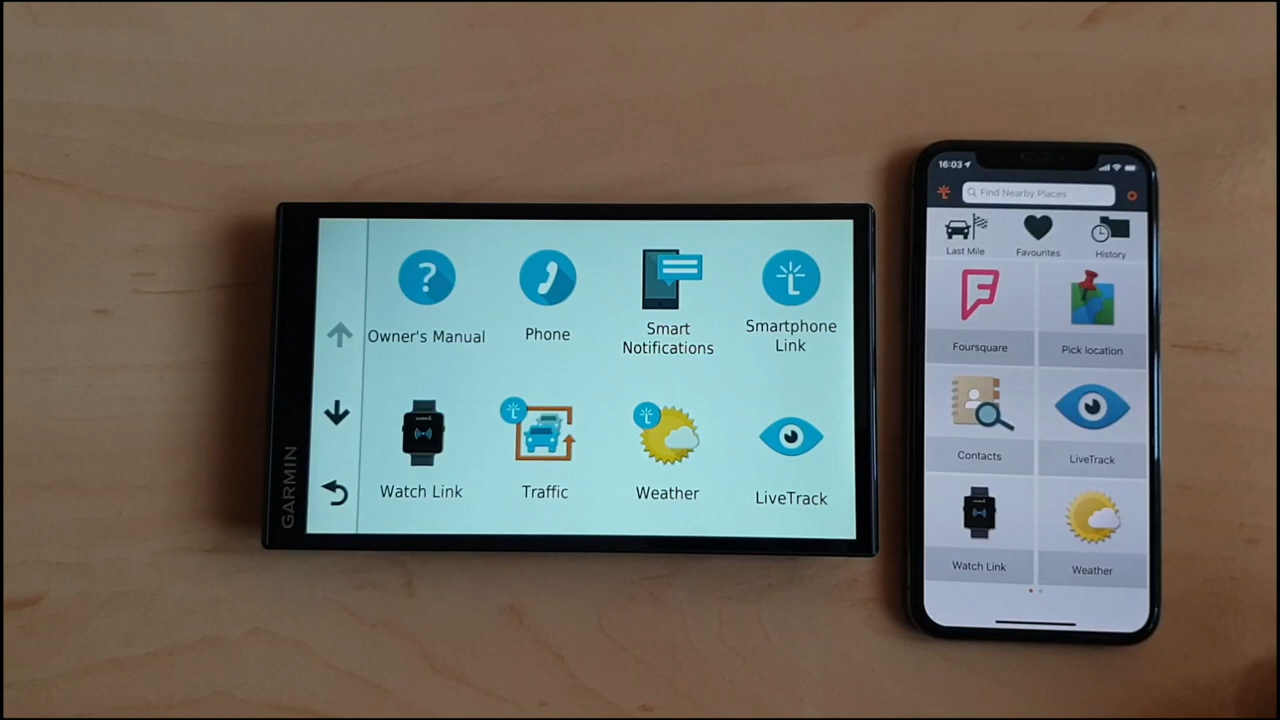 GARMIN
Owner's Manual
Phone
Smart
Notifications
Smartphone
Link
Watch Link
Traffic
Weather
LiveTrack
16:03
Find Nearby Places
Last Mile
Favourites
History
Foursquare
Pick location
Contacts
LiveTrack
Watch Link
Weather